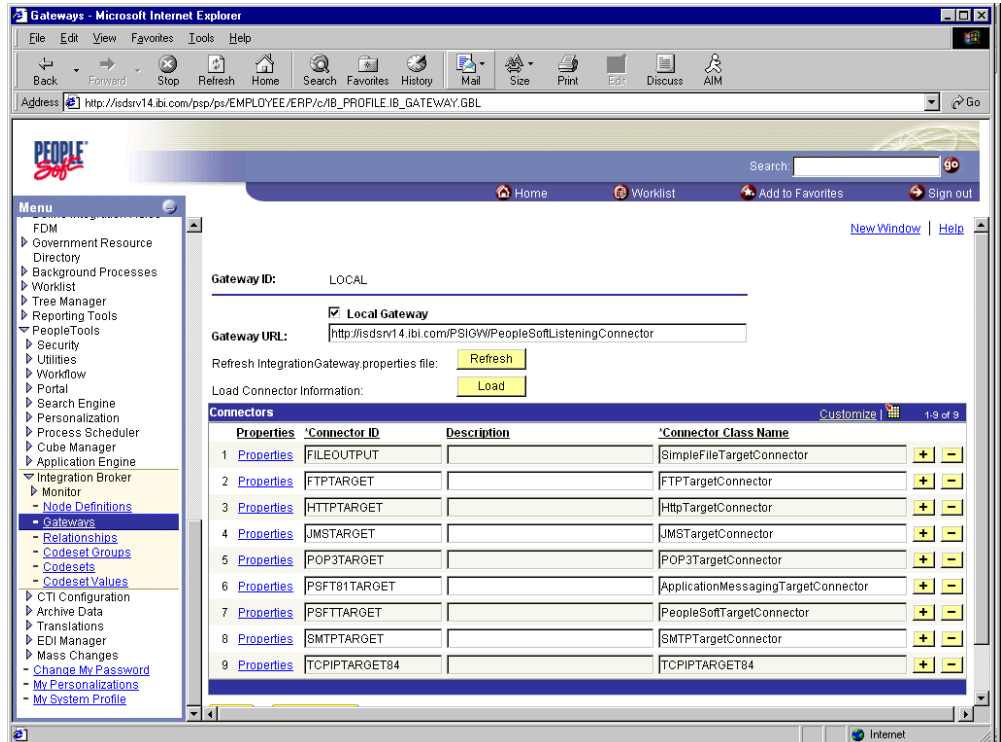 Gateways - Microsoft Internet Explorer
File Edit View Favorites Tools Help
Back Forward Stop Refresh Home Search Favorites History Mail Size Print Edit Discuss AIM
Address http://isdsrv14.ibi.com/psp/ps/EMPLOYEE/ERP/c/IB_PROFILE.IB_GATEWAY.GBL Go
PEOPLE Soft
Search: go
Home Worklist Add to Favorites Sign out
Menu
FDM
Government Resource
Directory
Background Processes
Worklist
Tree Manager
Reporting Tools
PeopleTools
Security
Utilities
Workflow
Portal
Search Engine
Personalization
Process Scheduler
Cube Manager
Application Engine
Integration Broker
Monitor
Node Definitions
Gateways
Relationships
Codeset Groups
Codesets
Codeset Values
CTI Configuration
Archive Data
Translations
EDI Manager
Mass Changes
Change My Password
My Personalizations
My System Profile
New Window | Help
Gateway ID: LOCAL
Local Gateway
Gateway URL: http://isdsrv14.ibi.com/PSIGW/PeopleSoftListeningConnector
Refresh IntegrationGateway.properties file: Refresh
Load Connector Information: Load
Connectors Customize | 1-9 of 9
Properties *Connector ID Description *Connector Class Name
1 Properties FILEOUTPUT SimpleFileTargetConnector + -
2 Properties FTPTARGET FTPTargetConnector + -
3 Properties HTTPTARGET HttpTargetConnector + -
4 Properties JMSTARGET JMSTargetConnector + -
5 Properties POP3TARGET POP3TargetConnector + -
6 Properties PSFT81TARGET ApplicationMessagingTargetConnector + -
7 Properties PSFTTARGET PeopleSoftTargetConnector + -
8 Properties SMTPTARGET SMTPTargetConnector + -
9 Properties TCPIPTARGET84 TCPIPTARGET84 + -
Internet